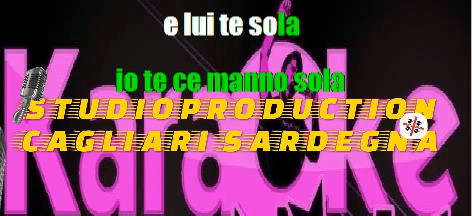 e lui te sola
io te ce manno sola
Karaoke
STUDIOPRODUCTION
CAGLIARI SARDEGNA